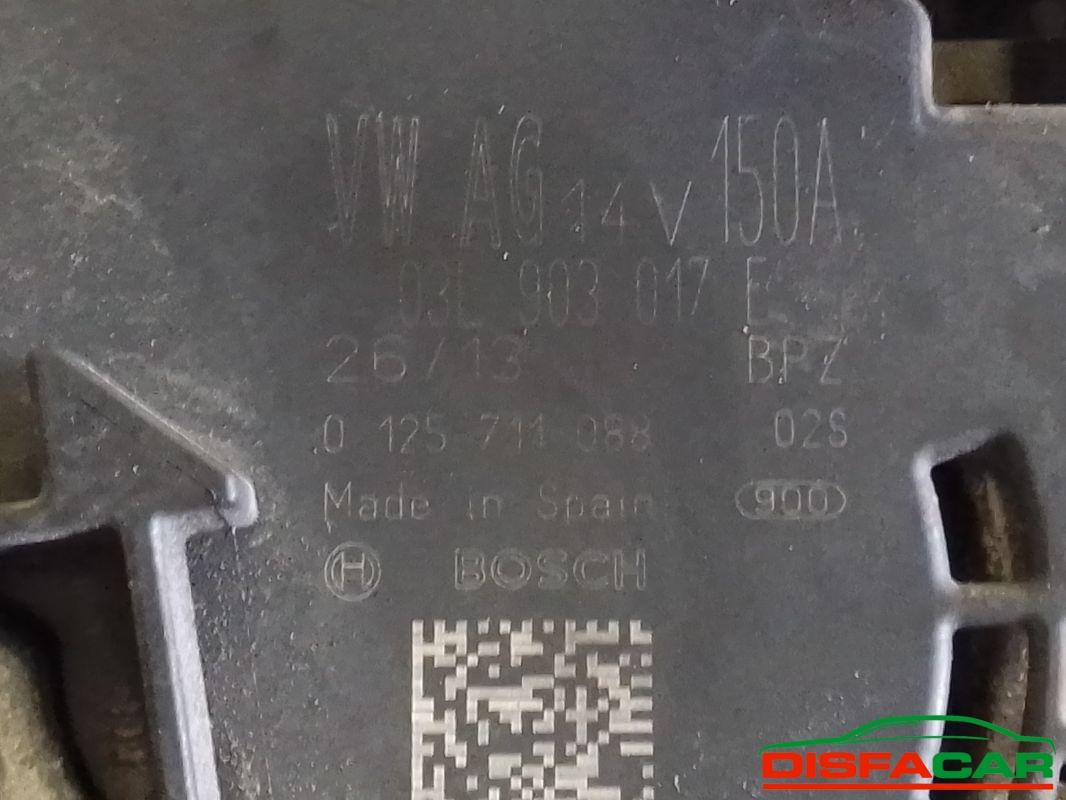 VW AG 14V 150A
03L 903 017 E
26/13 BPZ
0 125 711 088 02S
Made in Spain 900
BOSCH
DISFACAR